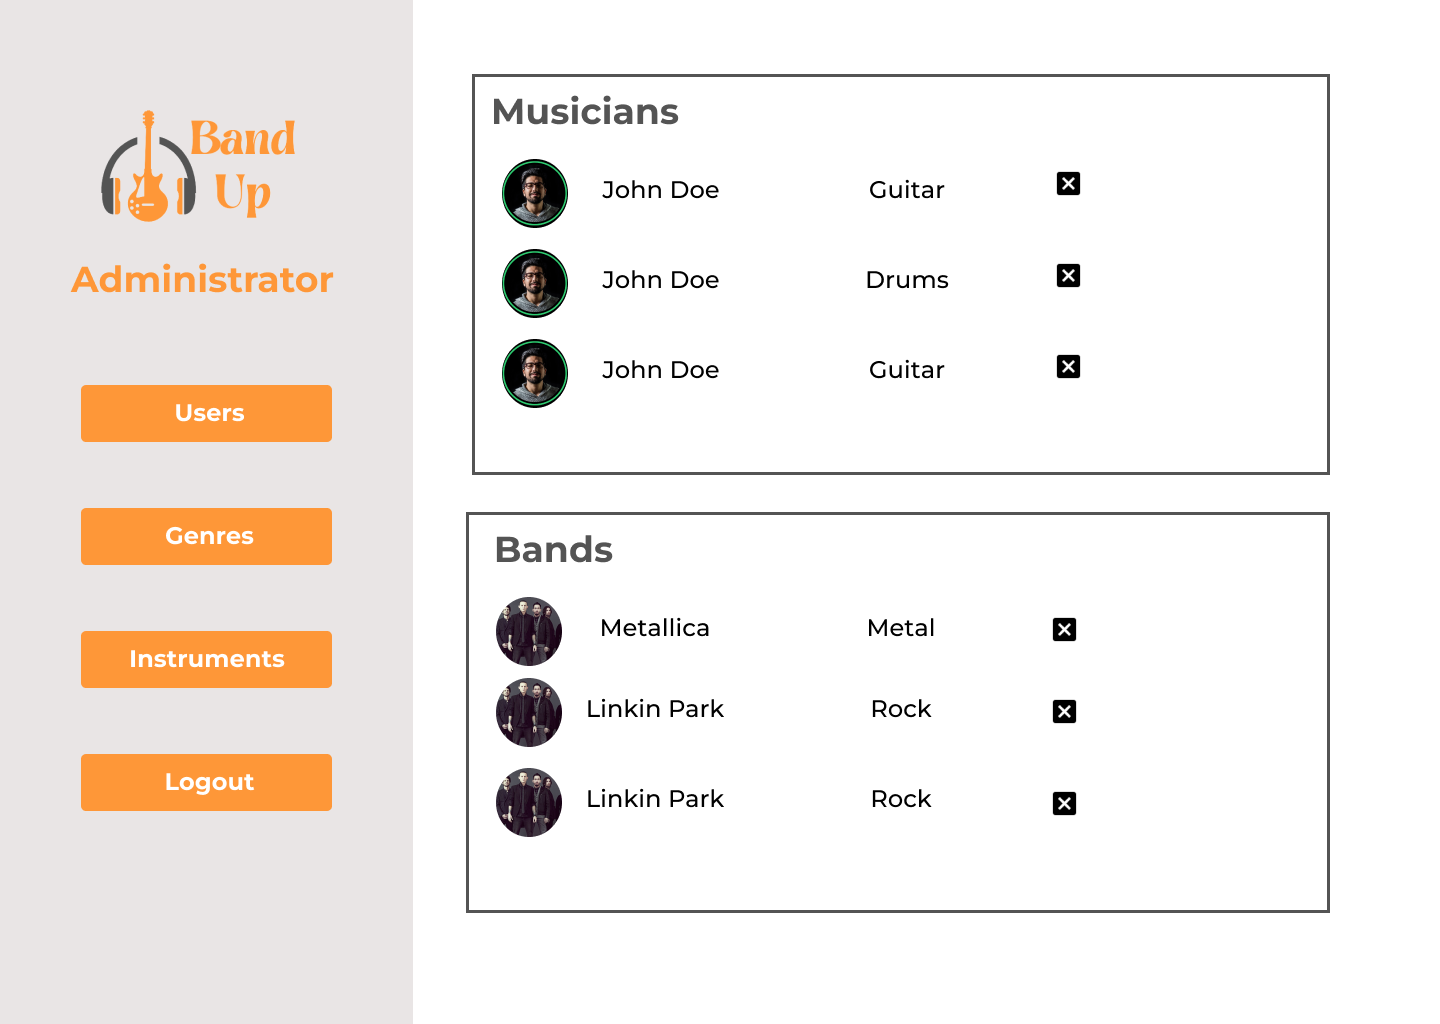 Band
Up
Administrator
Users
Genres
Instruments
Logout
Musicians
John Doe Guitar
John Doe Drums
John Doe Guitar
Bands
Metallica Metal
Linkin Park Rock
Linkin Park Rock